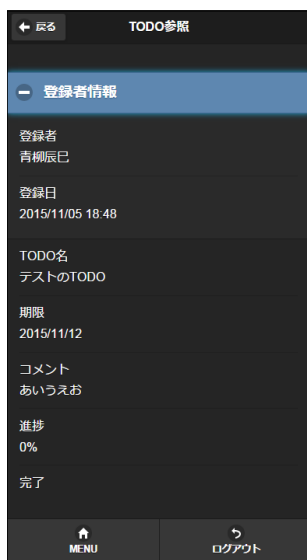 戻る
TODO参照
登録者情報
登録者
青柳辰巳
登録日
2015/11/05 18:48
TODO名
テストのTODO
期限
2015/11/12
コメント
あいうえお
進捗
0%
完了
MENU
ログアウト